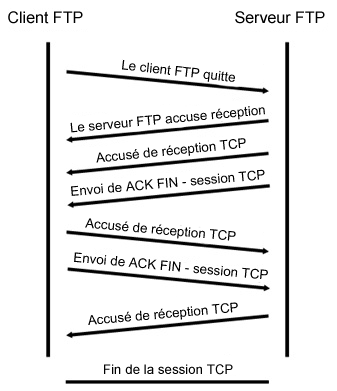 Client FTP
Serveur FTP
Le client FTP quitte
Le serveur FTP accuse réception
Accusé de réception TCP
Envoi de ACK FIN - session TCP
Accusé de réception TCP
Envoi de ACK FIN - session TCP
Accusé de réception TCP
Fin de la session TCP